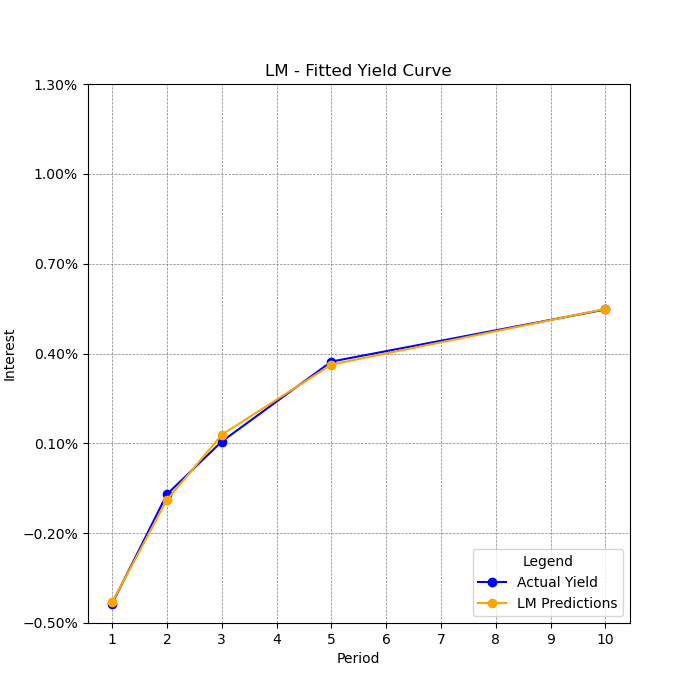 LM - Fitted Yield Curve
1.30%
1.00%
0.70%
0.40%
0.10%
−0.20%
−0.50%
Interest
1 2 3 4 5 6 7 8 9 10
Period
Legend
Actual Yield
LM Predictions